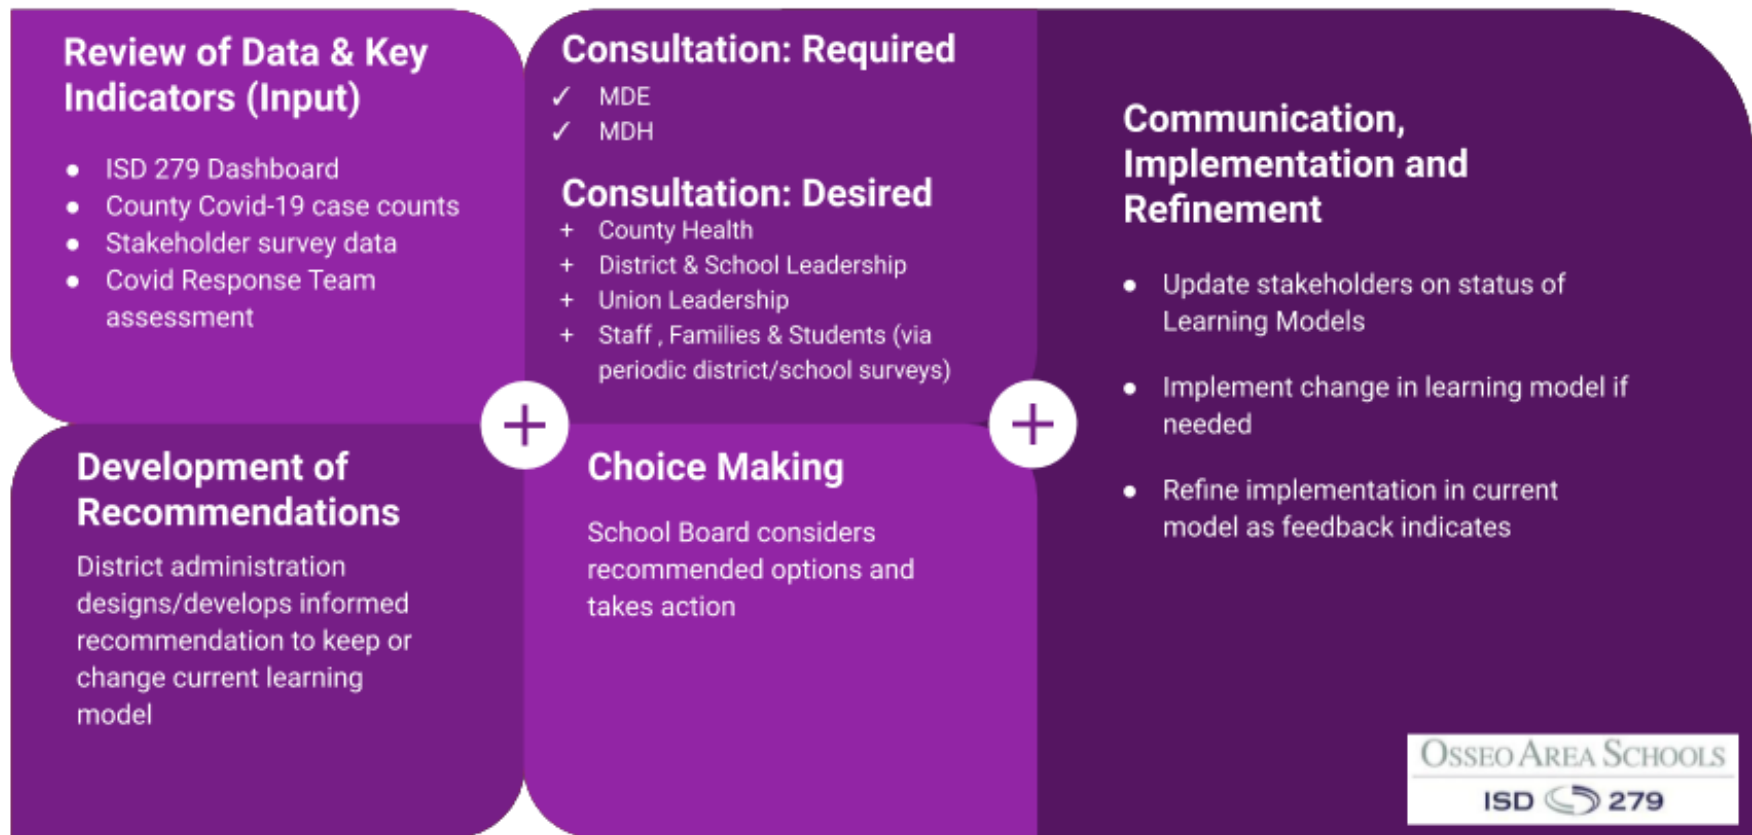 Review of Data & Key
Indicators (Input)
● ISD 279 Dashboard
● County Covid-19 case counts
● Stakeholder survey data
● Covid Response Team
assessment
Consultation: Required
✓ MDE
✓ MDH
Consultation: Desired
+ County Health
+ District & School Leadership
+ Union Leadership
+ Staff , Families & Students (via
periodic district/school surveys)
Development of
Recommendations
District administration
designs/develops informed
recommendation to keep or
change current learning
model
Choice Making
School Board considers
recommended options and
takes action
Communication,
Implementation and
Refinement
● Update stakeholders on status of
Learning Models
● Implement change in learning model if
needed
● Refine implementation in current
model as feedback indicates
OSSEO AREA SCHOOLS
ISD 279